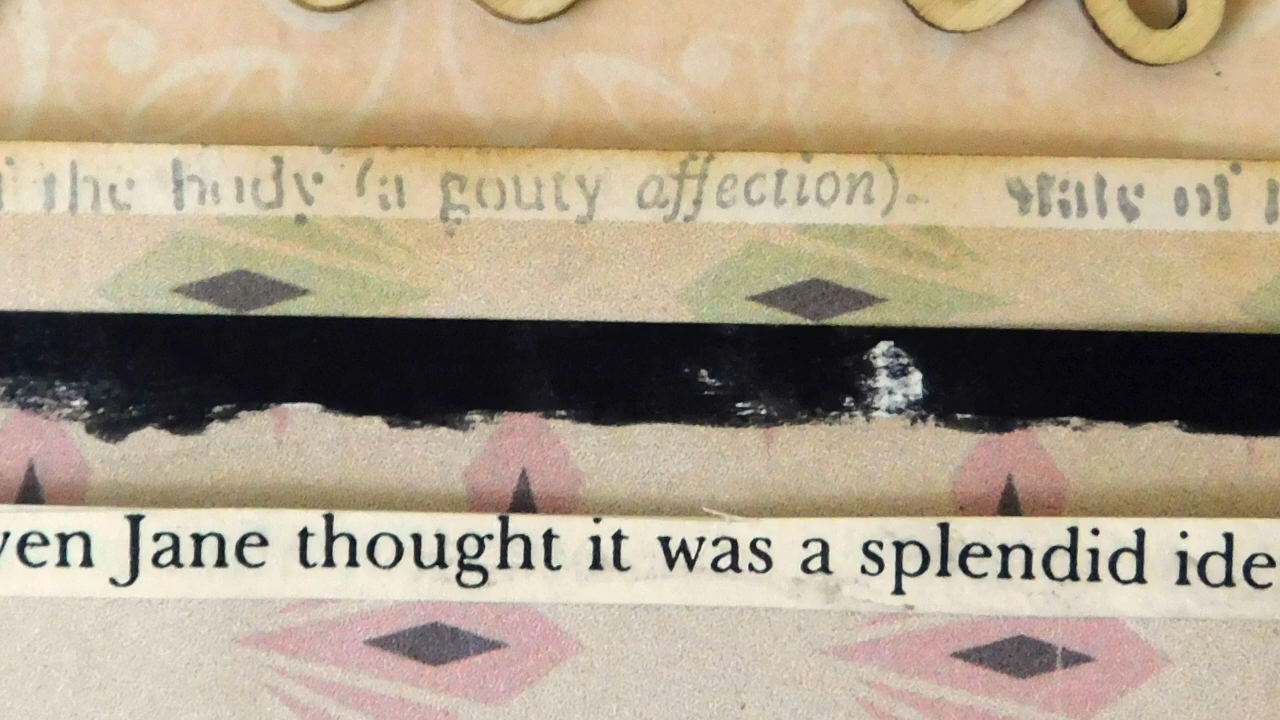 the body (a gouty affection).
ven Jane thought it was a splendid ide